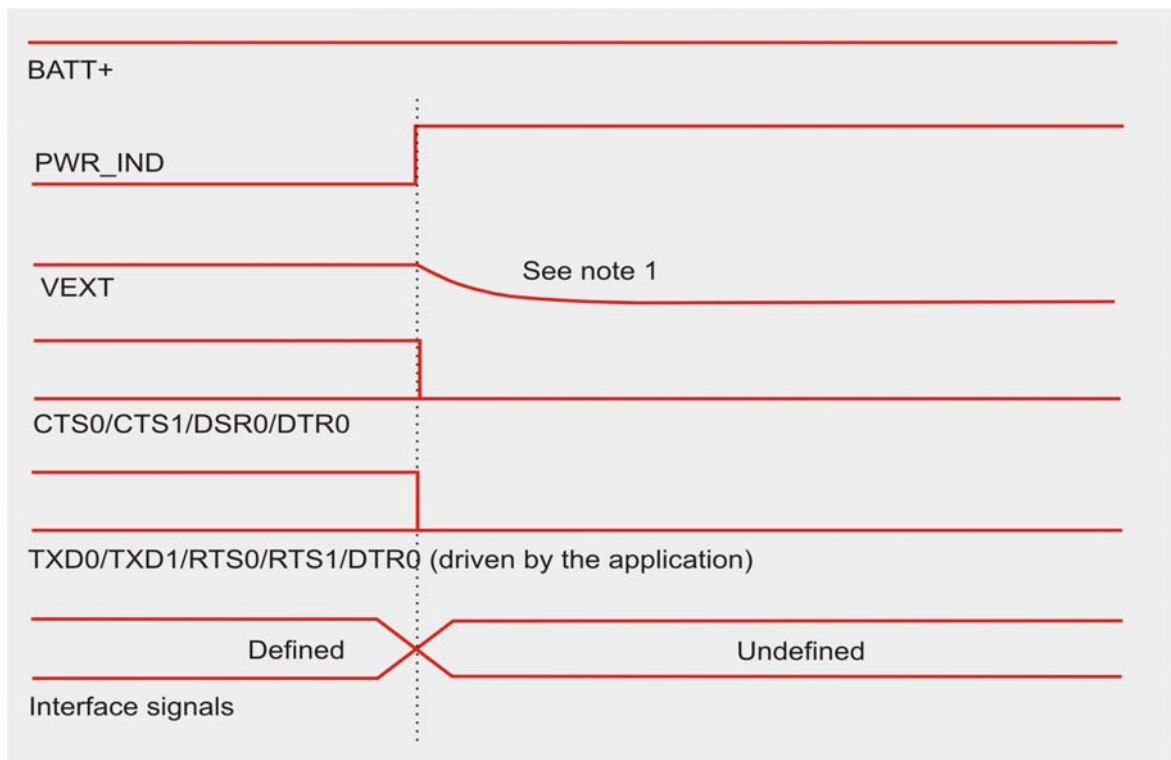 BATT+
PWR_IND
See note 1
VEXT
CTS0/CTS1/DSR0/DTR0
TXD0/TXD1/RTS0/RTS1/DTR0 (driven by the application)
Defined
Undefined
Interface signals